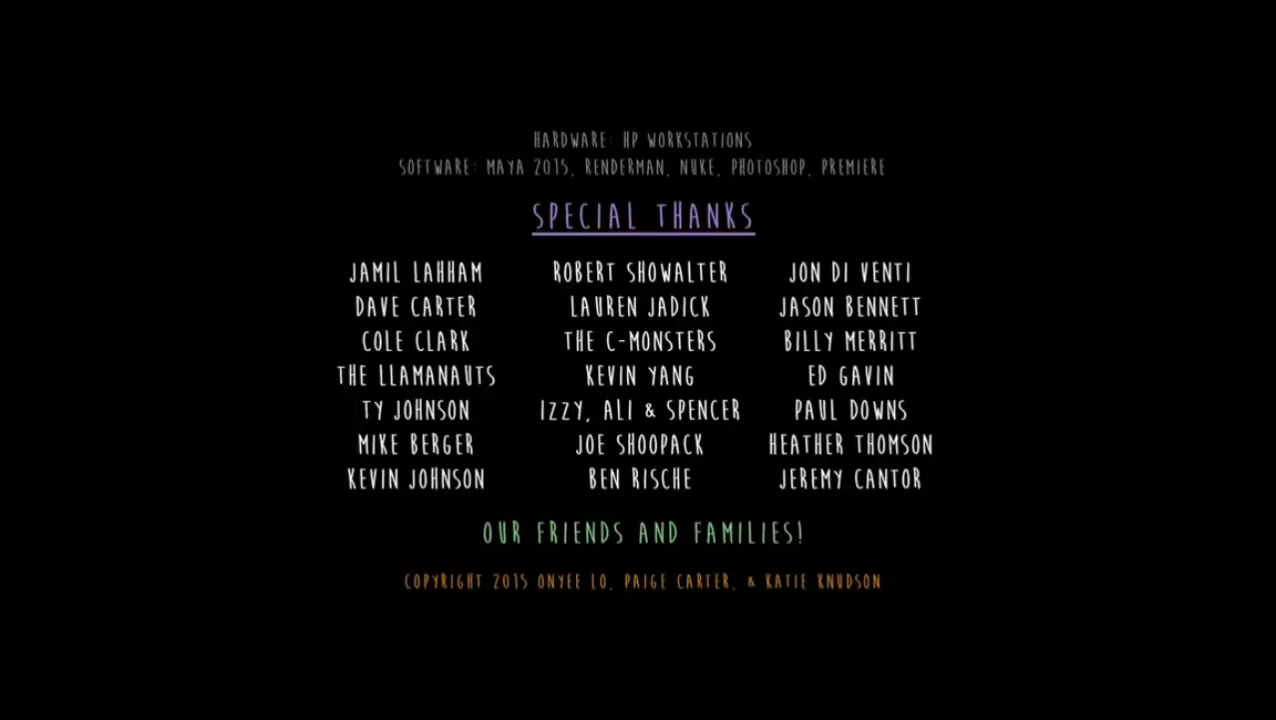 HARDWARE: HP WORKSTATIONS
SOFTWARE: MAYA 2015, RENDERMAN, NUKE, PHOTOSHOP, PREMIERE
SPECIAL THANKS
JAMIL LAHHAM ROBERT SHOWALTER JON DI VENTI
DAVE CARTER LAUREN JADICK JASON BENNETT
COLE CLARK THE C-MONSTERS BILLY MERRITT
THE LLAMANAUTS KEVIN YANG ED GAVIN
TY JOHNSON IZZY, ALI & SPENCER PAUL DOWNS
MIKE BERGER JOE SHOOPACK HEATHER THOMSON
KEVIN JOHNSON BEN RISCHE JEREMY CANTOR
OUR FRIENDS AND FAMILIES!
COPYRIGHT 2015 ONYEE LO, PAIGE CARTER, & KATIE KNUDSON